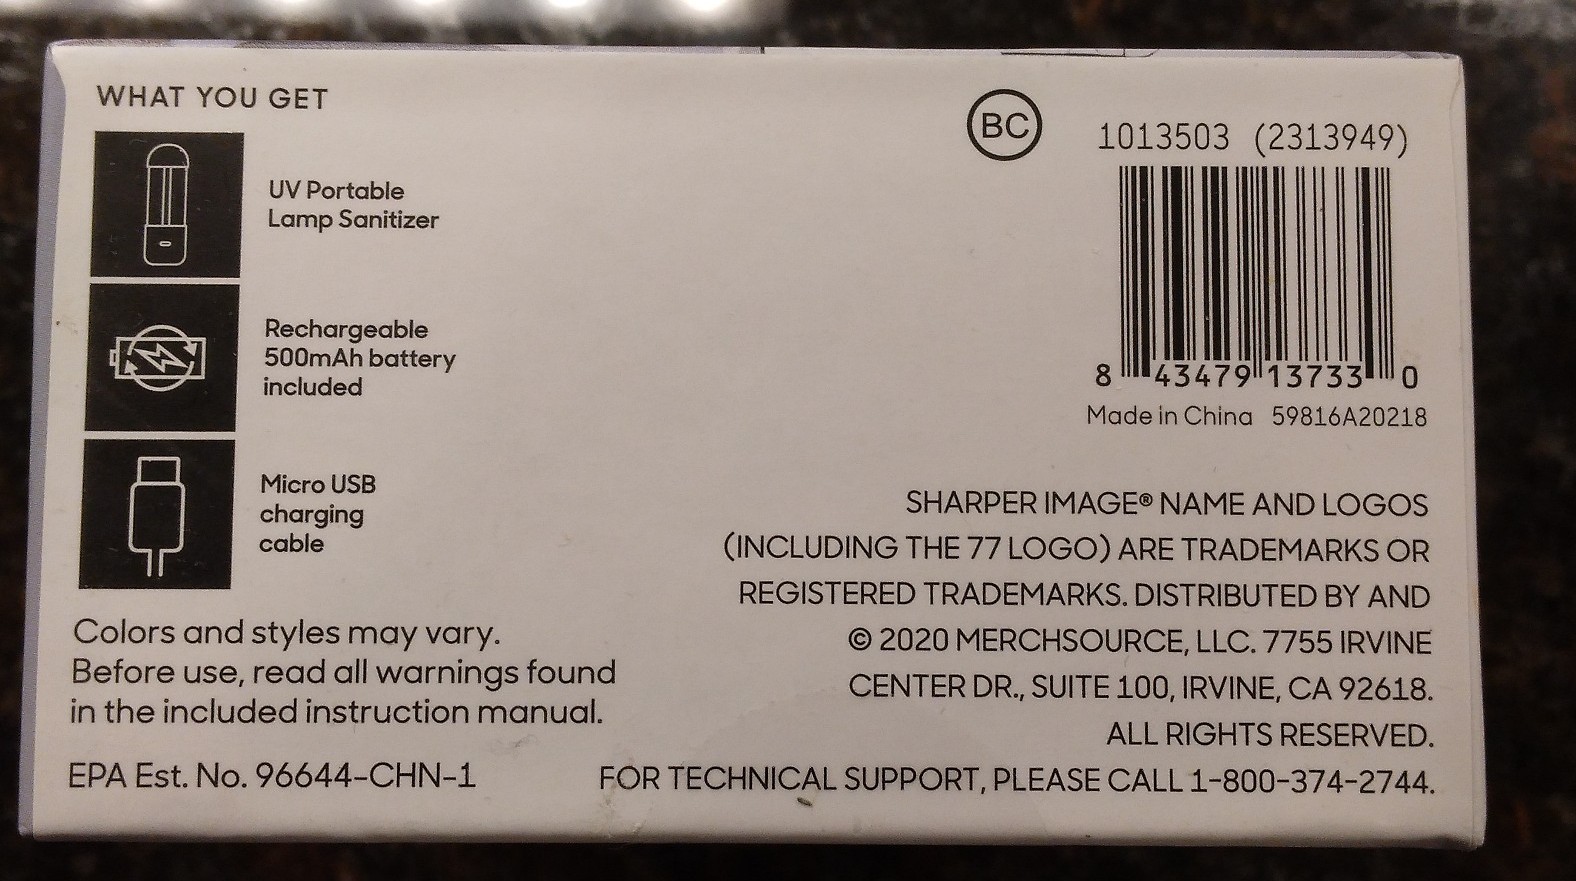 WHAT YOU GET
UV Portable
Lamp Sanitizer
Rechargeable
500mAh battery
included
Micro USB
charging
cable
Colors and styles may vary.
Before use, read all warnings found
in the included instruction manual.
EPA Est. No. 96644-CHN-1
BC
1013503 (2313949)
8 43479 13733 0
Made in China 59816A20218
SHARPER IMAGE® NAME AND LOGOS
(INCLUDING THE 77 LOGO) ARE TRADEMARKS OR
REGISTERED TRADEMARKS. DISTRIBUTED BY AND
© 2020 MERCHSOURCE, LLC. 7755 IRVINE
CENTER DR., SUITE 100, IRVINE, CA 92618.
ALL RIGHTS RESERVED.
FOR TECHNICAL SUPPORT, PLEASE CALL 1-800-374-2744.